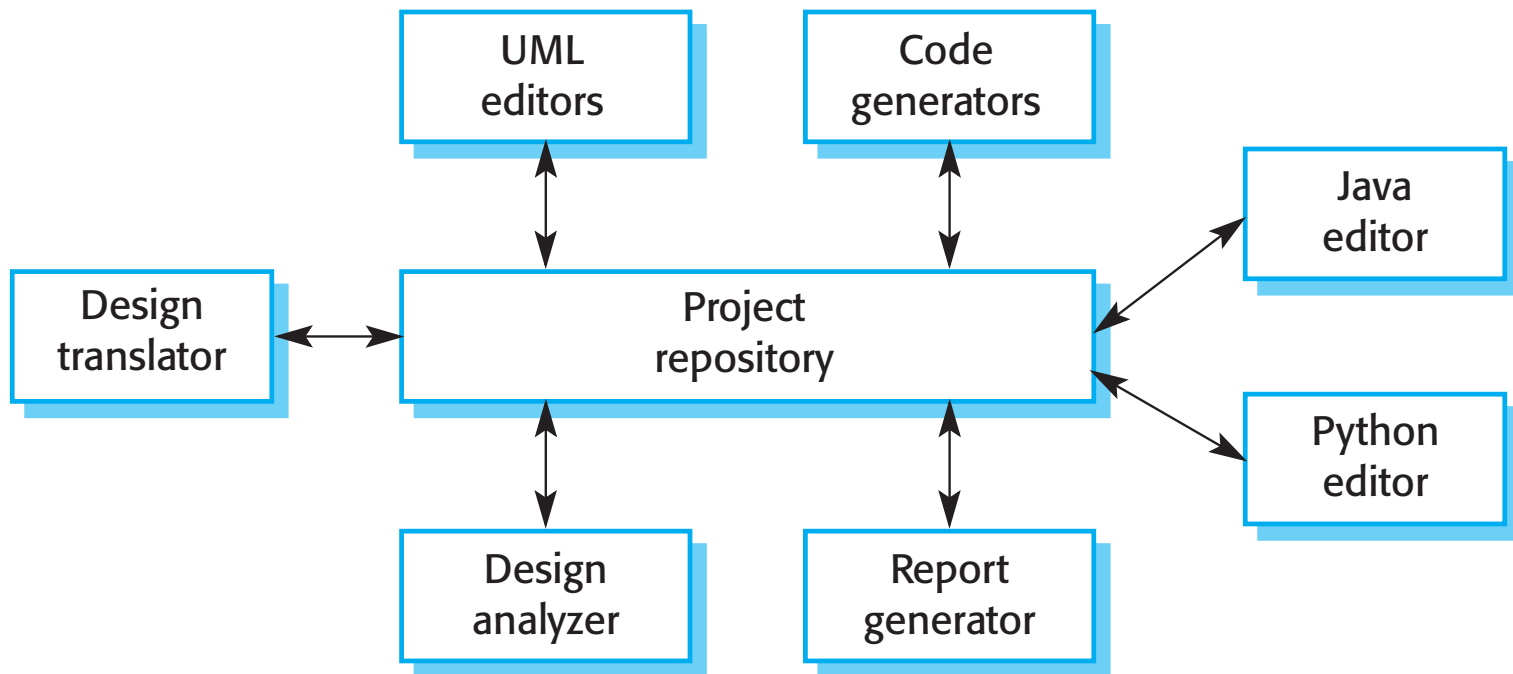 UML
editors
Code
generators
Java
editor
Design
translator
Project
repository
Python
editor
Design
analyzer
Report
generator